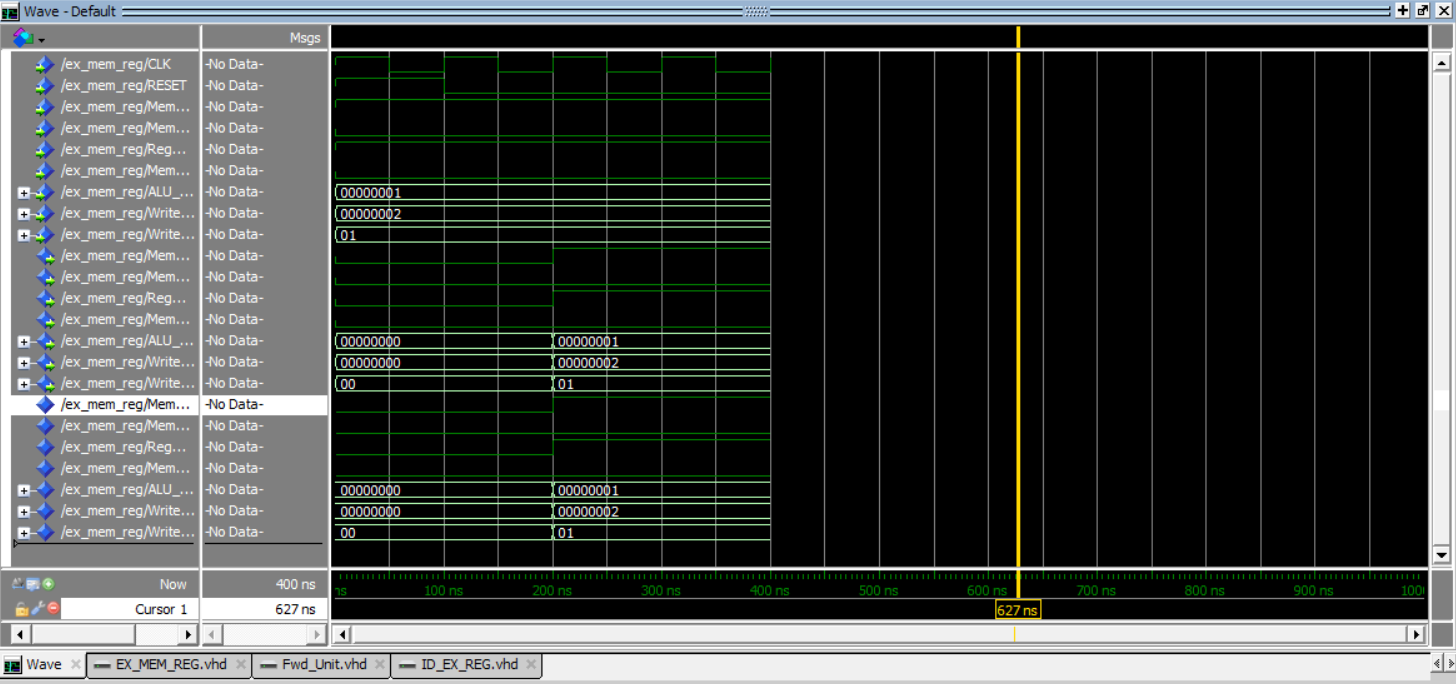 Wave - Default
Msgs
/ex_mem_reg/CLK -No Data-
/ex_mem_reg/RESET -No Data-
/ex_mem_reg/Mem... -No Data-
/ex_mem_reg/Mem... -No Data-
/ex_mem_reg/Reg... -No Data-
/ex_mem_reg/Mem... -No Data-
/ex_mem_reg/ALU_... -No Data- 00000001
/ex_mem_reg/Write... -No Data- 00000002
/ex_mem_reg/Write... -No Data- 01
/ex_mem_reg/Mem... -No Data-
/ex_mem_reg/Mem... -No Data-
/ex_mem_reg/Reg... -No Data-
/ex_mem_reg/Mem... -No Data-
/ex_mem_reg/ALU_... -No Data- 00000000 00000001
/ex_mem_reg/Write... -No Data- 00000000 00000002
/ex_mem_reg/Write... -No Data- 00 01
/ex_mem_reg/Mem... -No Data-
/ex_mem_reg/Mem... -No Data-
/ex_mem_reg/Reg... -No Data-
/ex_mem_reg/Mem... -No Data-
/ex_mem_reg/ALU_... -No Data- 00000000 00000001
/ex_mem_reg/Write... -No Data- 00000000 00000002
/ex_mem_reg/Write... -No Data- 00 01
Now 400 ns ns 100 ns 200 ns 300 ns 400 ns 500 ns 600 ns 700 ns 800 ns 900 ns 100
Cursor 1 627 ns 627 ns
Wave EX_MEM_REG.vhd Fwd_Unit.vhd ID_EX_REG.vhd